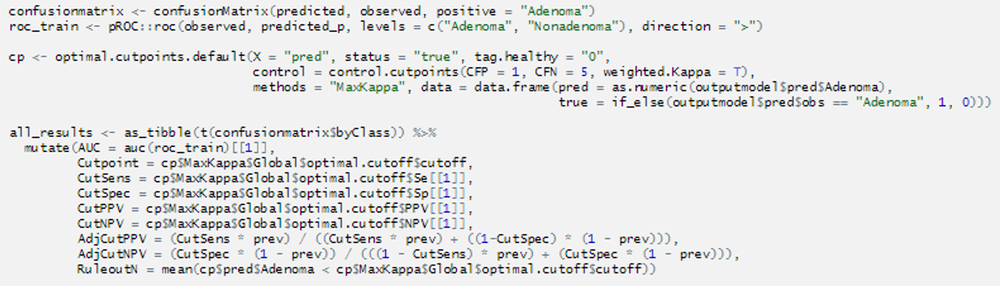 confusionmatrix <- confusionMatrix(predicted, observed, positive = "Adenoma")
roc_train <- pROC::roc(observed, predicted_p, levels = c("Adenoma", "Nonadenoma"), direction = ">")
cp <- optimal.cutpoints.default(X = "pred", status = "true", tag.healthy = "0",
control = control.cutpoints(CFP = 1, CFN = 5, weighted.Kappa = T),
methods = "MaxKappa", data = data.frame(pred = as.numeric(outputmodel$pred$Adenoma),
true = if_else(outputmodel$pred$obs == "Adenoma", 1, 0)))
all_results <- as_tibble(t(confusionmatrix$byClass)) %>%
mutate(AUC = auc(roc_train)[[1]],
Cutpoint = cp$MaxKappa$Global$optimal.cutoff$cutoff,
CutSens = cp$MaxKappa$Global$optimal.cutoff$Se[[1]],
CutSpec = cp$MaxKappa$Global$optimal.cutoff$Sp[[1]],
CutPPV = cp$MaxKappa$Global$optimal.cutoff$PPV[[1]],
CutNPV = cp$MaxKappa$Global$optimal.cutoff$NPV[[1]],
AdjCutPPV = (CutSens * prev) / ((CutSens * prev) + ((1-CutSpec) * (1 - prev))),
AdjCutNPV = (CutSpec * (1 - prev)) / (((1 - CutSens) * prev) + (CutSpec * (1 - prev))),
RuleoutN = mean(cp$pred$Adenoma < cp$MaxKappa$Global$optimal.cutoff$cutoff))